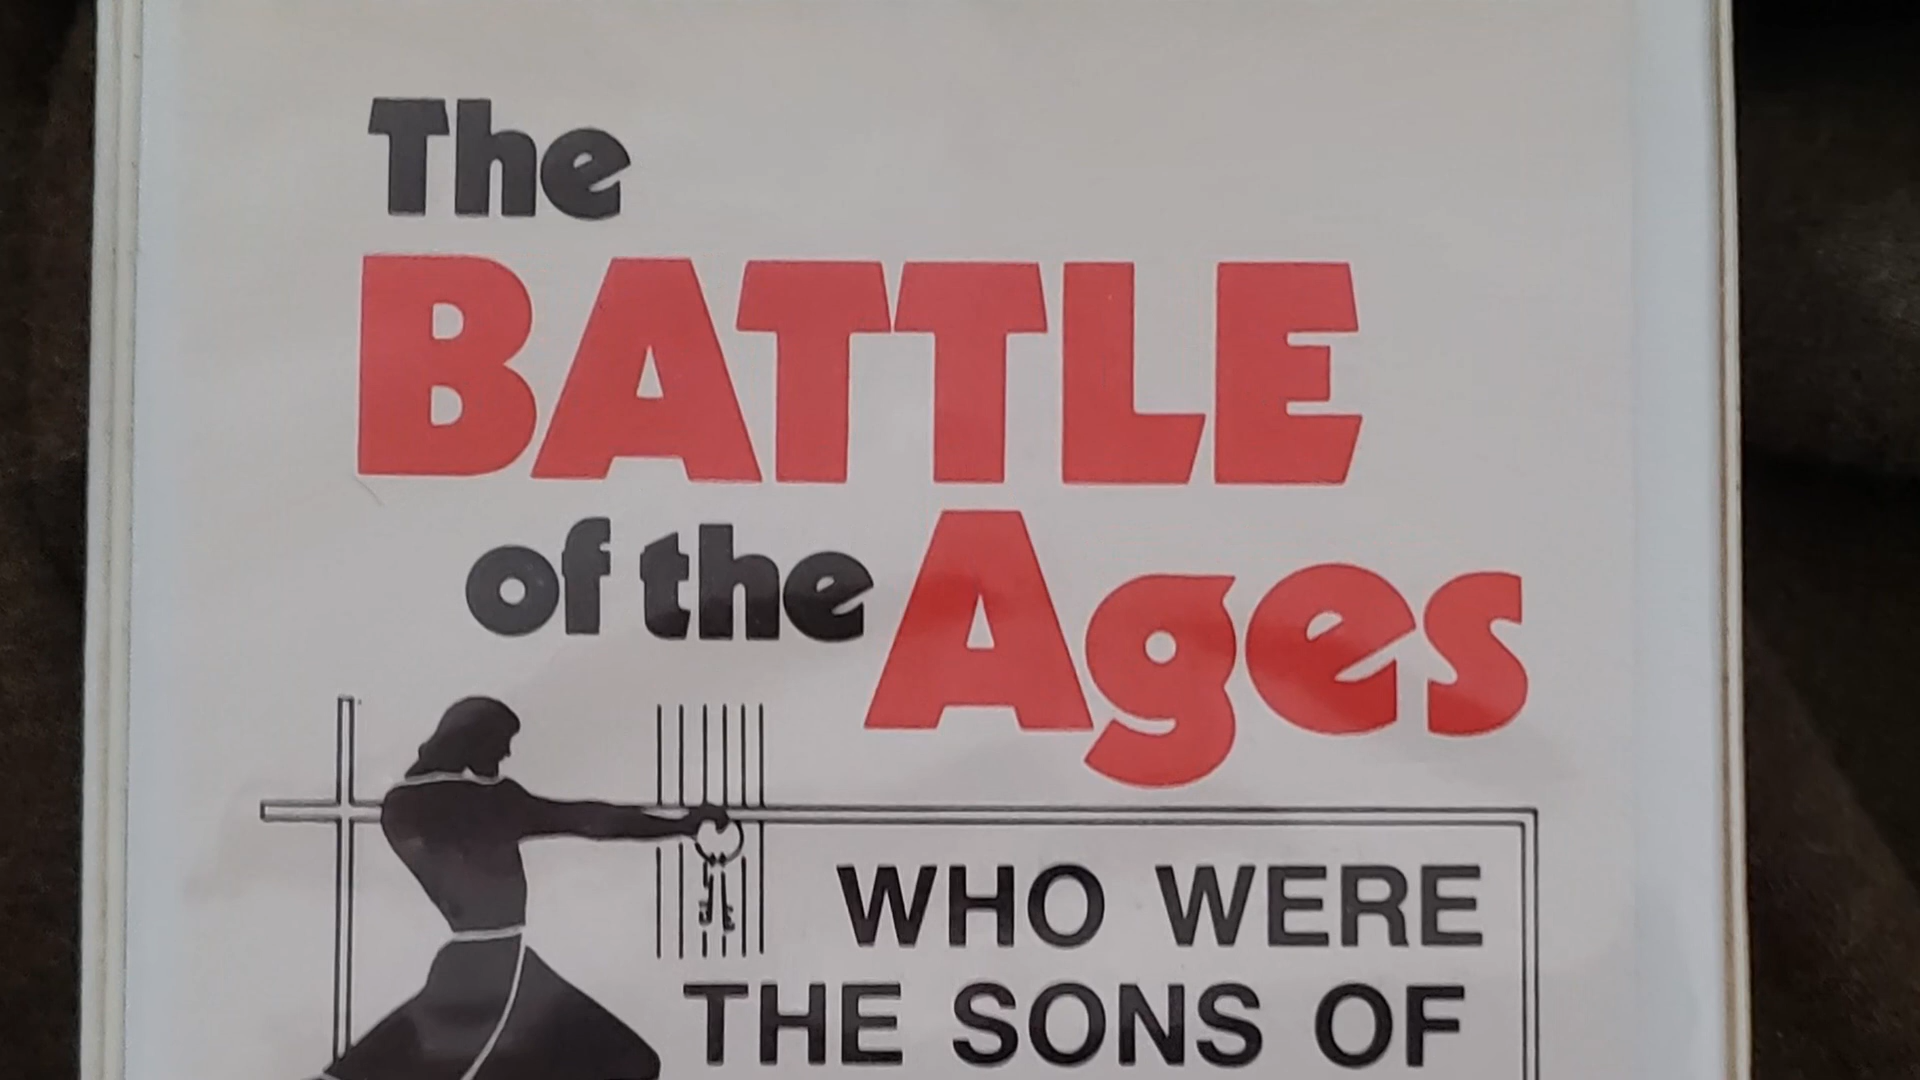 The
BATTLE
of the Ages
WHO WERE
THE SONS OF